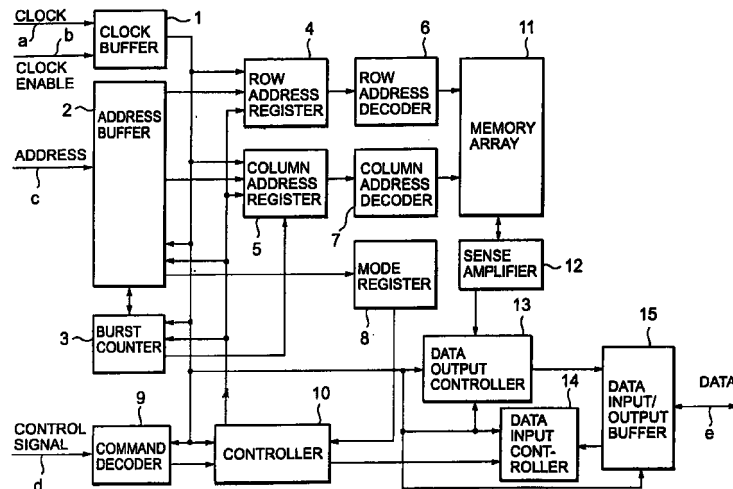 CLOCK
a
b
CLOCK
ENABLE
1
CLOCK
BUFFER
2
ADDRESS
BUFFER
ADDRESS
c
3
BURST
COUNTER
4
ROW
ADDRESS
REGISTER
6
ROW
ADDRESS
DECODER
11
MEMORY
ARRAY
COLUMN
ADDRESS
REGISTER
5
COLUMN
ADDRESS
DECODER
7
MODE
REGISTER
8
SENSE
AMPLIFIER
12
13
DATA
OUTPUT
CONTROLLER
14
DATA
INPUT
CONT-
ROLLER
15
DATA
INPUT/
OUTPUT
BUFFER
DATA
e
CONTROL
SIGNAL
d
9
COMMAND
DECODER
10
CONTROLLER